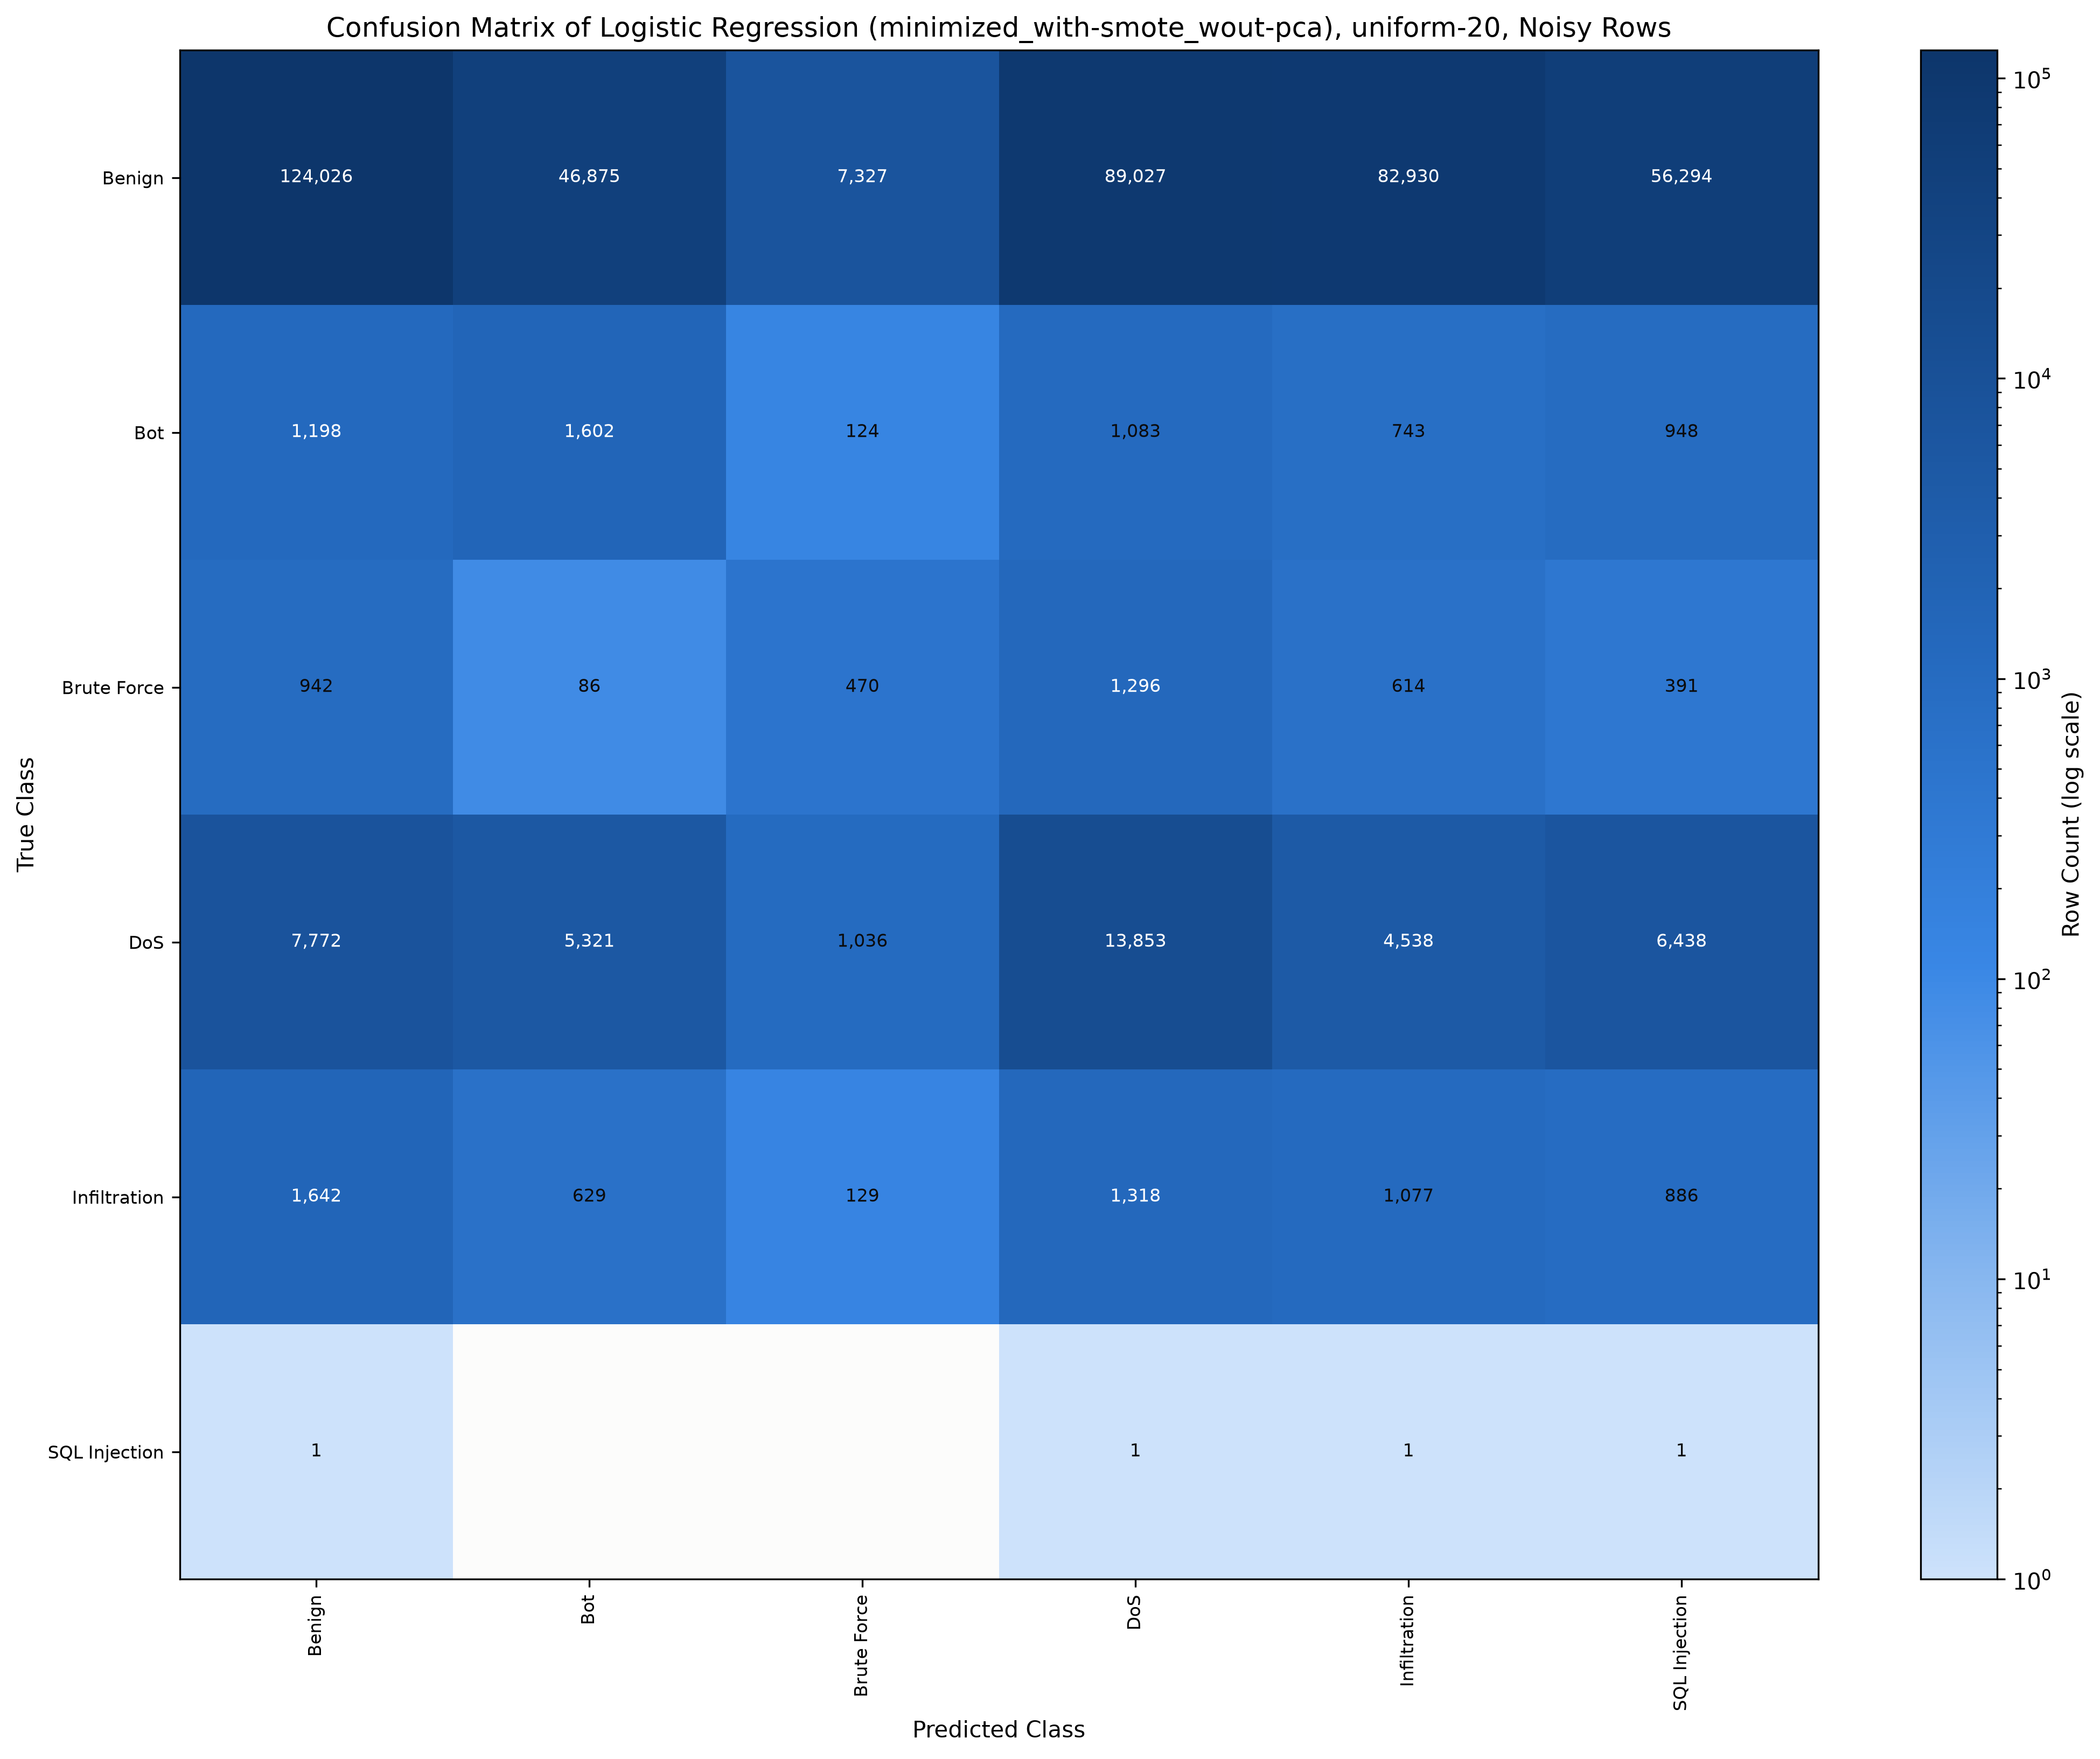 Confusion Matrix of Logistic Regression (minimized_with-smote_wout-pca), uniform-20, Noisy Rows
True Class
Benign 124,026 46,875 7,327 89,027 82,930 56,294
Bot 1,198 1,602 124 1,083 743 948
Brute Force 942 86 470 1,296 614 391
DoS 7,772 5,321 1,036 13,853 4,538 6,438
Infiltration 1,642 629 129 1,318 1,077 886
SQL Injection 1 1 1 1
Benign Bot Brute Force DoS Infiltration SQL Injection
Predicted Class
10⁵
10⁴
10³
10²
10¹
10⁰
Row Count (log scale)